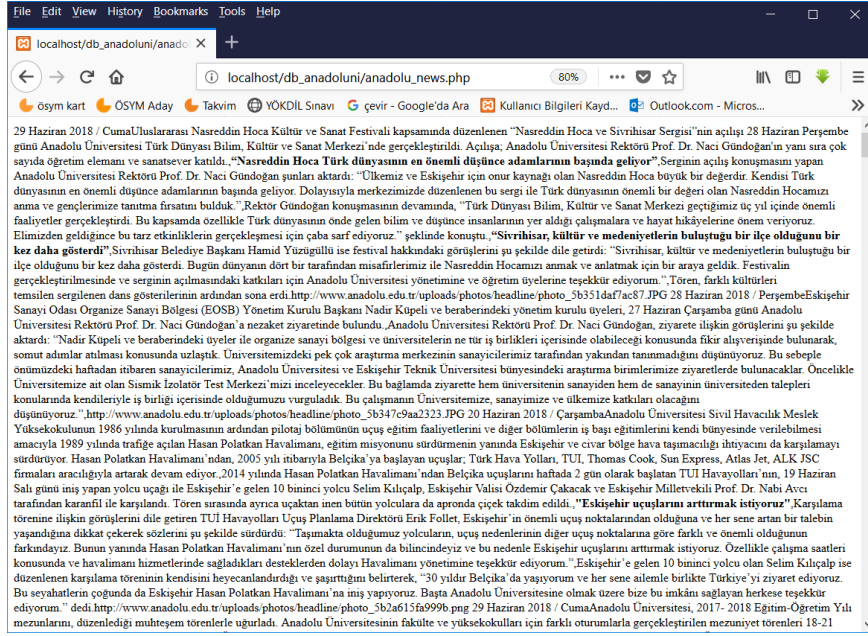 File Edit View History Bookmarks Tools Help
localhost/db_anadoluni/anado
localhost/db_anadoluni/anadolu_news.php 80%
ösym kart ÖSYM Aday Takvim YÖKDİL Sınavı çevir - Google'da Ara Kullanıcı Bilgileri Kayd... Outlook.com - Micros...
29 Haziran 2018 / CumaUluslararası Nasreddin Hoca Kültür ve Sanat Festivali kapsamında düzenlenen “Nasreddin Hoca ve Sivrihisar Sergisi”nin açılışı 28 Haziran Perşembe
günü Anadolu Üniversitesi Türk Dünyası Bilim, Kültür ve Sanat Merkezi’nde gerçekleştirildi. Açılışa; Anadolu Üniversitesi Rektörü Prof. Dr. Naci Gündoğan'ın yanı sıra çok
sayıda öğretim elemanı ve sanatsever katıldı.,“Nasreddin Hoca Türk dünyasının en önemli düşünce adamlarının başında geliyor”,Serginin açılış konuşmasını yapan
Anadolu Üniversitesi Rektörü Prof. Dr. Naci Gündoğan şunları aktardı: “Ülkemiz ve Eskişehir için onur kaynağı olan Nasreddin Hoca büyük bir değerdir. Kendisi Türk
dünyasının en önemli düşünce adamlarının başında geliyor. Dolayısıyla merkezimizde düzenlenen bu sergi ile Türk dünyasının önemli bir değeri olan Nasreddin Hocamızı
anma ve gençlerimize tanıtma fırsatını bulduk.”,Rektör Gündoğan konuşmasının devamında, “Türk Dünyası Bilim, Kültür ve Sanat Merkezi geçtiğimiz üç yıl içinde önemli
faaliyetler gerçekleştirdi. Bu kapsamda özellikle Türk dünyasının önde gelen bilim ve düşünce insanlarının yer aldığı çalışmalara ve hayat hikâyelerine önem veriyoruz.
Elimizden geldiğince bu tarz etkinliklerin gerçekleşmesi için çaba sarf ediyoruz.” şeklinde konuştu.,“Sivrihisar, kültür ve medeniyetlerin buluştuğu bir ilçe olduğunu bir
kez daha gösterdi”,Sivrihisar Belediye Başkanı Hamid Yüzügüllü ise festival hakkındaki görüşlerini şu şekilde dile getirdi: “Sivrihisar, kültür ve medeniyetlerin buluştuğu bir
ilçe olduğunu bir kez daha gösterdi. Bugün dünyanın dört bir tarafından misafirlerimiz ile Nasreddin Hocamızı anmak ve anlatmak için bir araya geldik. Festivalin
gerçekleştirilmesinde ve serginin açılmasındaki katkıları için Anadolu Üniversitesi yönetimine ve öğretim üyelerine teşekkür ediyorum.”,Tören, farklı kültürleri
temsilen sergilenen dans gösterilerinin ardından sona erdi.http://www.anadolu.edu.tr/uploads/photos/headline/photo_5b351daf7ac87.JPG 28 Haziran 2018 / PerşembeEskişehir
Sanayi Odası Organize Sanayi Bölgesi (EOSB) Yönetim Kurulu Başkanı Nadir Küpeli ve beraberindeki yönetim kurulu üyeleri, 27 Haziran Çarşamba günü Anadolu
Üniversitesi Rektörü Prof. Dr. Naci Gündoğan’a nezaket ziyaretinde bulundu.,Anadolu Üniversitesi Rektörü Prof. Dr. Naci Gündoğan, ziyarete ilişkin görüşlerini şu şekilde
aktardı: “Nadir Küpeli ve beraberindeki üyeler ile organize sanayi bölgesi ve üniversitelerin ne tür iş birlikleri içerisinde olabileceği konusunda fikir alışverişinde bulunarak,
somut adımlar atılması konusunda uzlaştık. Üniversitemizdeki pek çok araştırma merkezinin sanayicilerimiz tarafından yakından tanınmadığını düşünüyoruz. Bu sebeple
önümüzdeki haftadan itibaren sanayicilerimiz, Anadolu Üniversitesi ve Eskişehir Teknik Üniversitesi bünyesindeki araştırma birimlerimize ziyaretlerde bulunacaklar. Öncelikle
Üniversitemize ait olan Sismik İzolatör Test Merkezi’mizi inceleyecekler. Bu bağlamda ziyarette hem üniversitenin sanayiden hem de sanayinin üniversiteden talepleri
konularında kendileriyle iş birliği içerisinde olduğumuzu vurguladık. Bu çalışmanın Üniversitemize, sanayimize ve ülkemize katkıları olacağını
düşünüyoruz.”,http://www.anadolu.edu.tr/uploads/photos/headline/photo_5b347c9aa2323.JPG 20 Haziran 2018 / ÇarşambaAnadolu Üniversitesi Sivil Havacılık Meslek
Yüksekokulunun 1986 yılında kurulmasının ardından pilotaj bölümünün uçuş eğitim faaliyetlerini ve diğer bölümlerin iş başı eğitimlerini kendi bünyesinde verilebilmesi
amacıyla 1989 yılında trafiğe açılan Hasan Polatkan Havalimanı, eğitim misyonunu sürdürmenin yanında Eskişehir ve civar bölge hava taşımacılığı ihtiyacını da karşılamayı
sürdürüyor. Hasan Polatkan Havalimanı’ndan, 2005 yılı itibarıyla Belçika’ya başlayan uçuşlar; Türk Hava Yolları, TUI, Thomas Cook, Sun Express, Atlas Jet, ALK JSC
firmaları aracılığıyla artarak devam ediyor.,2014 yılında Hasan Polatkan Havalimanı’ndan Belçika uçuşlarını haftada 2 gün olarak başlatan TUI Havayolları’nın, 19 Haziran
Salı günü iniş yapan yolcu uçağı ile Eskişehir’e gelen 10 bininci yolcu Selim Kılıçalp, Eskişehir Valisi Özdemir Çakacak ve Eskişehir Milletvekili Prof. Dr. Nabi Avcı
tarafından karanfil ile karşılandı. Tören sırasında ayrıca uçaktan inen bütün yolculara da apronda çiçek takdim edildi.,"Eskişehir uçuşlarını arttırmak istiyoruz",Karşılama
törenine ilişkin görüşlerini dile getiren TUİ Havayolları Uçuş Planlama Direktörü Erik Follet, Eskişehir’in önemli uçuş noktalarından olduğuna ve her sene artan bir talebin
yaşandığına dikkat çekerek sözlerini şu şekilde sürdürdü: “Taşımakta olduğumuz yolcuların, uçuş nedenlerinin diğer uçuş noktalarına göre farklı ve önemli olduğunun
farkındayız. Bunun yanında Hasan Polatkan Havalimanı’nın özel durumunun da bilincindeyiz ve bu nedenle Eskişehir uçuşlarını arttırmak istiyoruz. Özellikle çalışma saatleri
konusunda ve havalimanı hizmetlerinde sağladıkları desteklerden dolayı Havalimanı yönetimine teşekkür ediyorum.”,Eskişehir’e gelen 10 bininci yolcu olan Selim Kılıçalp ise
düzenlenen karşılama töreninin kendisini heyecanlandırdığı ve şaşırttığını belirterek, “30 yıldır Belçika’da yaşıyorum ve her sene ailemle birlikte Türkiye’yi ziyaret ediyoruz.
Bu seyahatlerin çoğunda da Eskişehir Hasan Polatkan Havalimanı’na iniş yapıyoruz. Başta Anadolu Üniversitesine olmak üzere bize bu imkânı sağlayan herkese teşekkür
ediyorum.” dedi.http://www.anadolu.edu.tr/uploads/photos/headline/photo_5b2a615fa999b.png 29 Haziran 2018 / CumaAnadolu Üniversitesi, 2017- 2018 Eğitim-Öğretim Yılı
mezunlarını, düzenlediği muhteşem törenlerle uğurladı. Anadolu Üniversitesinin fakülte ve yüksekokulları için farklı oturumlarla gerçekleştirilen mezuniyet törenleri 18-21